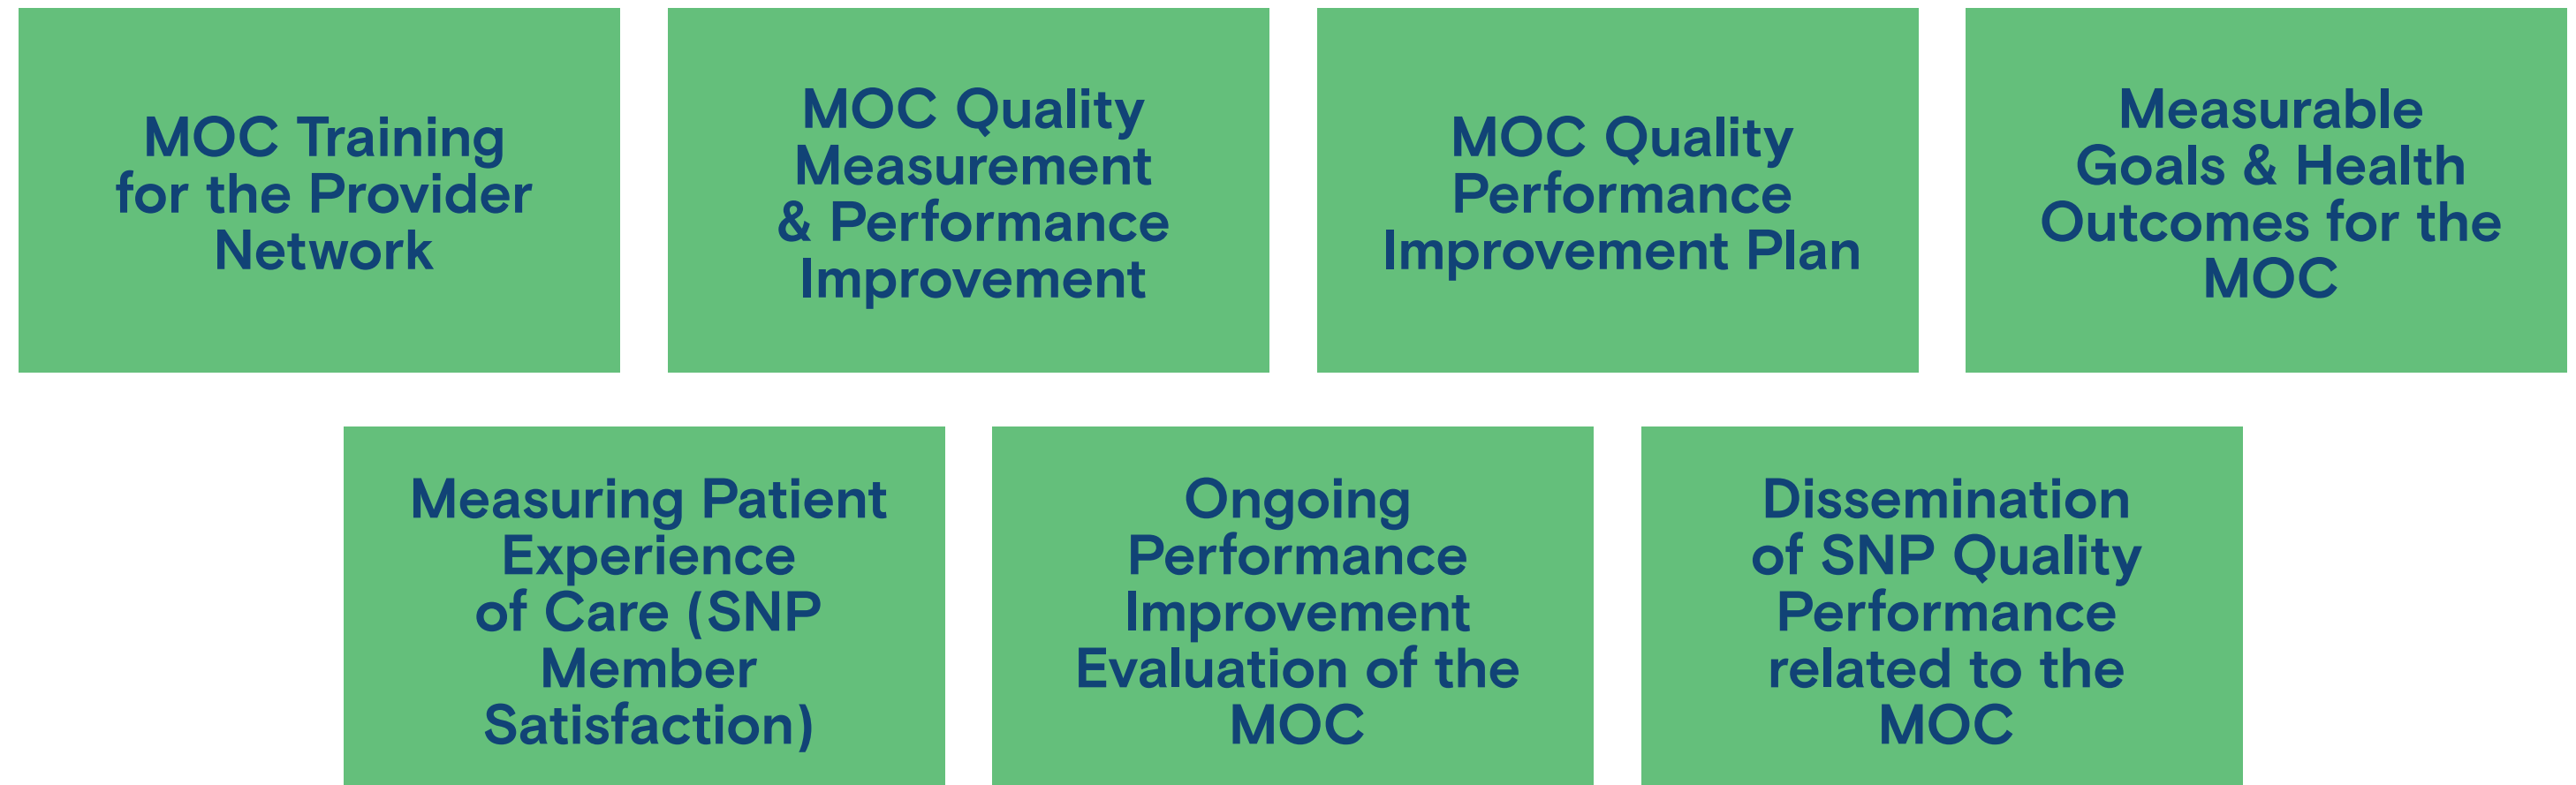 MOC Training
for the Provider
Network
MOC Quality
Measurement
& Performance
Improvement
MOC Quality
Performance
Improvement Plan
Measurable
Goals & Health
Outcomes for the
MOC
Measuring Patient
Experience
of Care (SNP
Member
Satisfaction)
Ongoing
Performance
Improvement
Evaluation of the
MOC
Dissemination
of SNP Quality
Performance
related to the
MOC